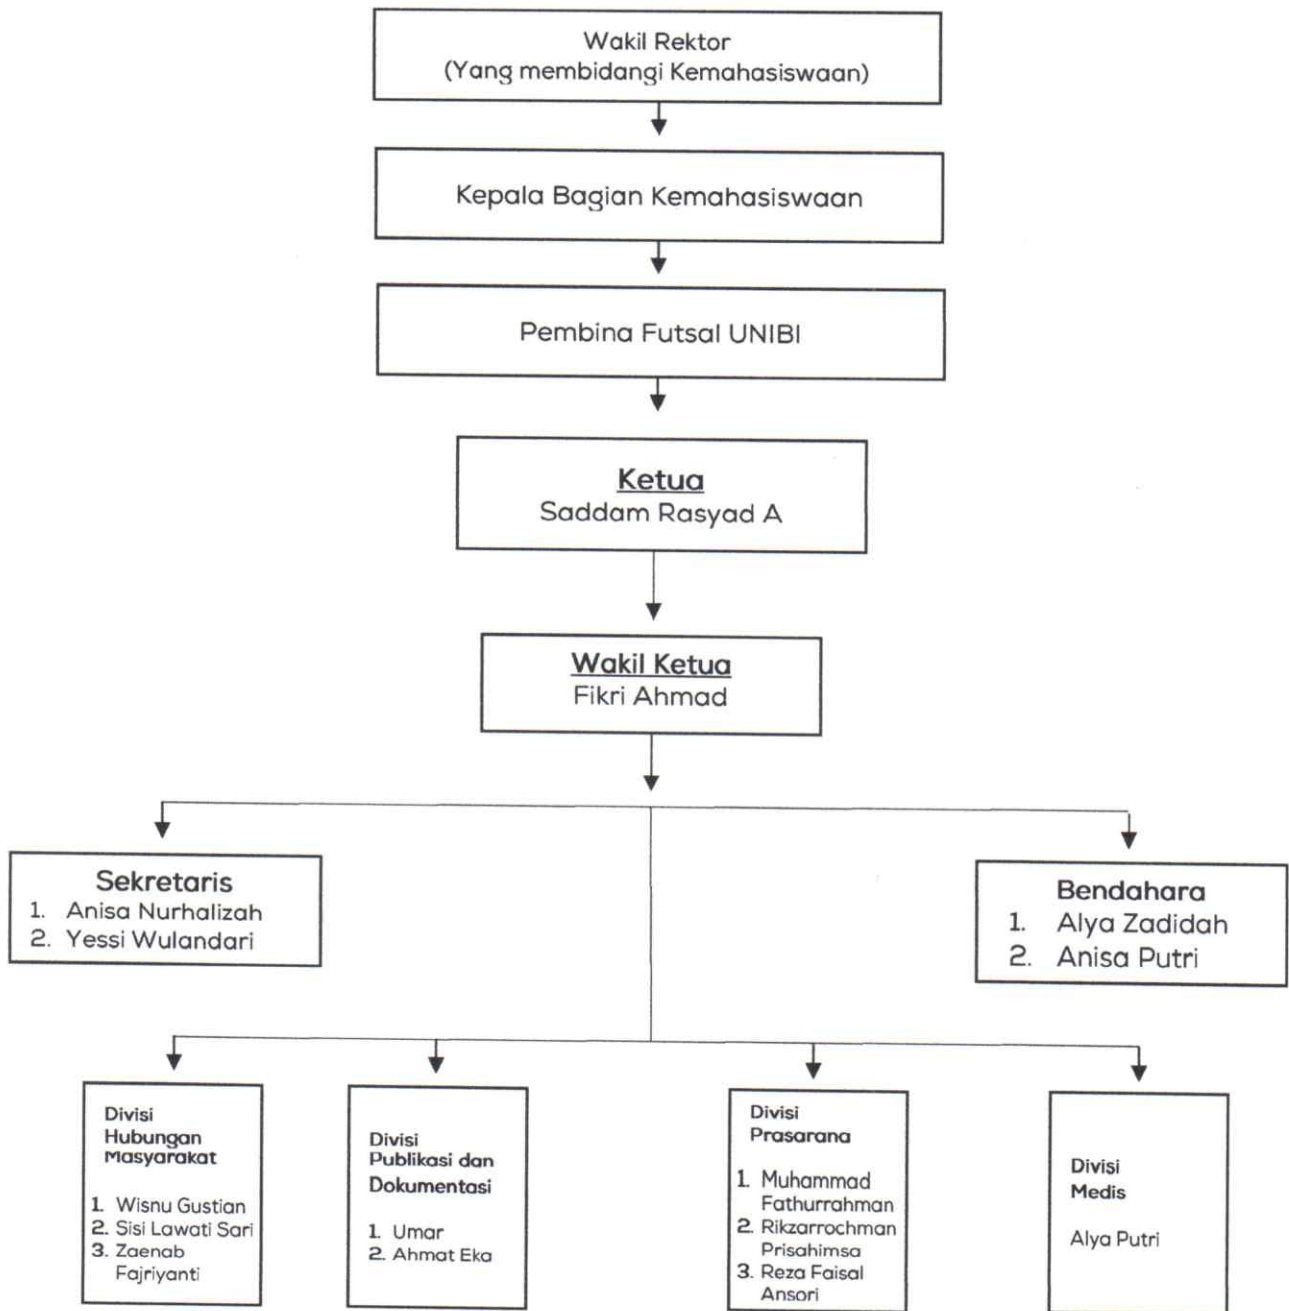 Wakil Rektor
(Yang membidangi Kemahasiswaan)
Kepala Bagian Kemahasiswaan
Pembina Futsal UNIBI
Ketua
Saddam Rasyad A
Wakil Ketua
Fikri Ahmad
Sekretaris
1. Anisa Nurhalizah
2. Yessi Wulandari
Bendahara
1. Alya Zadidah
2. Anisa Putri
Divisi
Hubungan
Masyarakat
1. Wisnu Gustian
2. Sisi Lawati Sari
3. Zaenab
Fajriyanti
Divisi
Publikasi dan
Dokumentasi
1. Umar
2. Ahmat Eka
Divisi
Prasarana
1. Muhammad
Fathurrahman
2. Rikzarrochman
Prisahimsa
3. Reza Faisal
Ansori
Divisi
Medis
Alya Putri